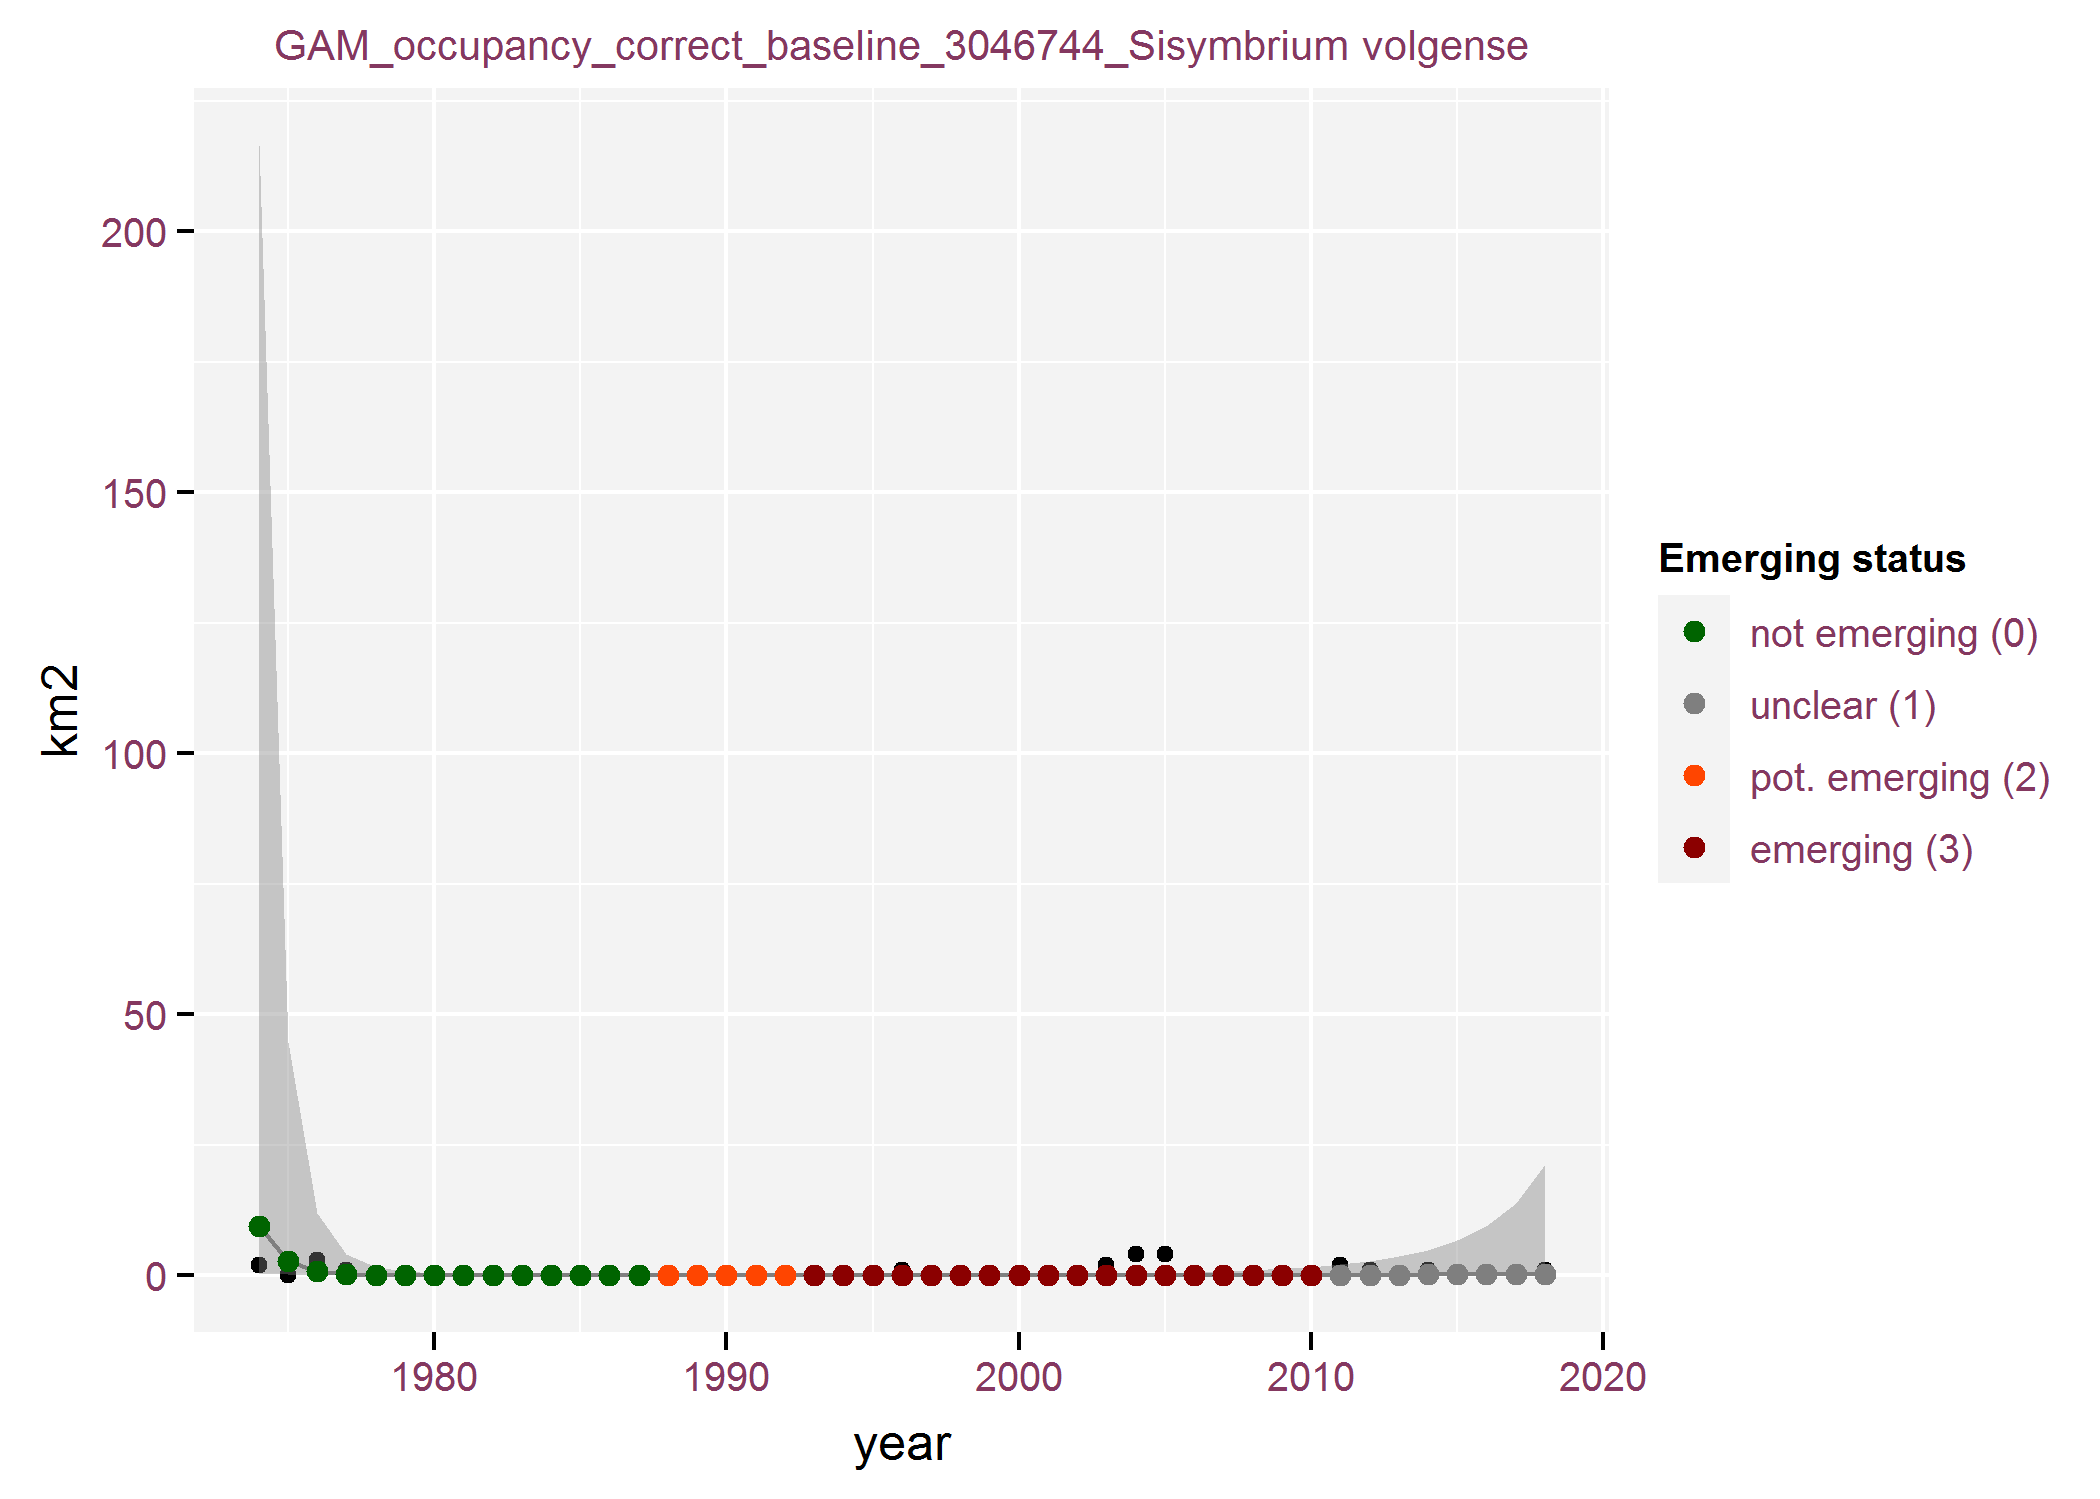 GAM_occupancy_correct_baseline_3046744_Sisymbrium volgense
200
150
100
50
0
km2
1980
1990
2000
2010
2020
year
Emerging status
not emerging (0)
unclear (1)
pot. emerging (2)
emerging (3)